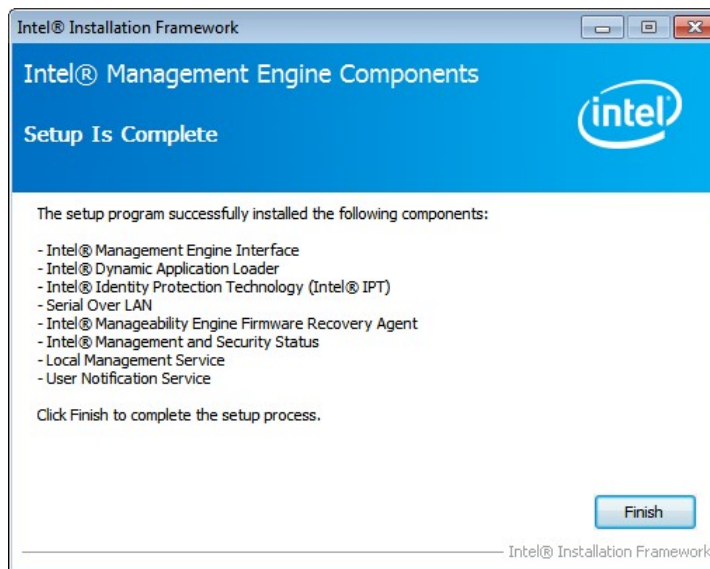 Intel® Installation Framework
Intel® Management Engine Components
Setup Is Complete
intel
The setup program successfully installed the following components:
- Intel® Management Engine Interface
- Intel® Dynamic Application Loader
- Intel® Identity Protection Technology (Intel® IPT)
- Serial Over LAN
- Intel® Manageability Engine Firmware Recovery Agent
- Intel® Management and Security Status
- Local Management Service
- User Notification Service
Click Finish to complete the setup process.
Finish
Intel® Installation Framework